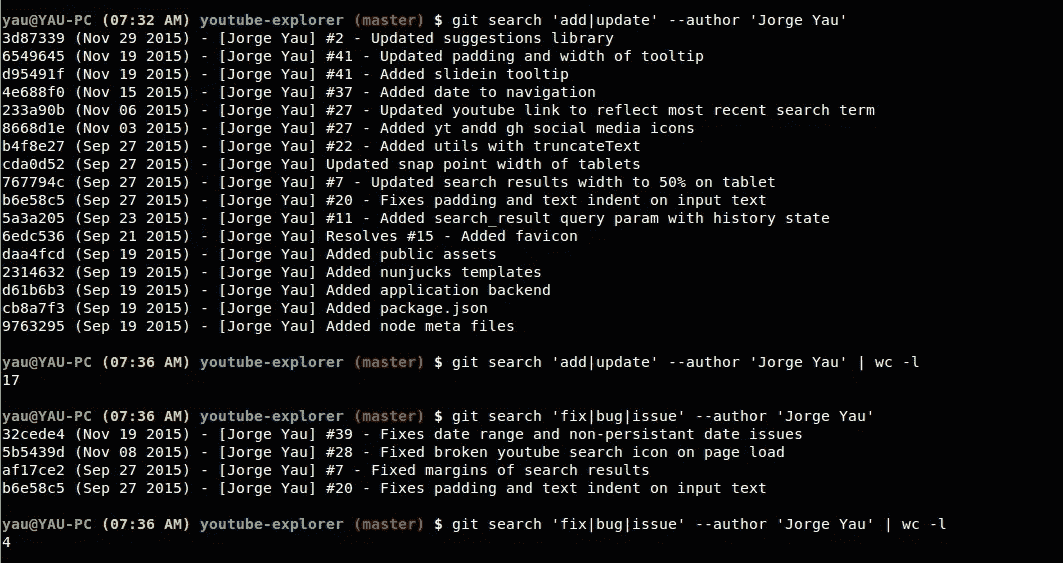 yau@YAU-PC (07:32 AM) youtube-explorer (master) $ git search 'add|update' --author 'Jorge Yau'
3d87339 (Nov 29 2015) - [Jorge Yau] #2 - Updated suggestions library
6549645 (Nov 19 2015) - [Jorge Yau] #41 - Updated padding and width of tooltip
d95491f (Nov 19 2015) - [Jorge Yau] #41 - Added slidein tooltip
4e688f0 (Nov 15 2015) - [Jorge Yau] #37 - Added date to navigation
233a90b (Nov 06 2015) - [Jorge Yau] #27 - Updated youtube link to reflect most recent search term
8668d1e (Nov 03 2015) - [Jorge Yau] #27 - Added yt andd gh social media icons
b4f8e27 (Sep 27 2015) - [Jorge Yau] #22 - Added utils with truncateText
cda0d52 (Sep 27 2015) - [Jorge Yau] Updated snap point width of tablets
767794c (Sep 27 2015) - [Jorge Yau] #7 - Updated search results width to 50% on tablet
b6e58c5 (Sep 27 2015) - [Jorge Yau] #20 - Fixes padding and text indent on input text
5a3a205 (Sep 23 2015) - [Jorge Yau] #11 - Added search_result query param with history state
6edc536 (Sep 21 2015) - [Jorge Yau] Resolves #15 - Added favicon
daa4fcd (Sep 19 2015) - [Jorge Yau] Added public assets
2314632 (Sep 19 2015) - [Jorge Yau] Added nunjucks templates
d61b6b3 (Sep 19 2015) - [Jorge Yau] Added application backend
cb8a7f3 (Sep 19 2015) - [Jorge Yau] Added package.json
9763295 (Sep 19 2015) - [Jorge Yau] Added node meta files
yau@YAU-PC (07:36 AM) youtube-explorer (master) $ git search 'add|update' --author 'Jorge Yau' | wc -l
17
yau@YAU-PC (07:36 AM) youtube-explorer (master) $ git search 'fix|bug|issue' --author 'Jorge Yau'
32cede4 (Nov 19 2015) - [Jorge Yau] #39 - Fixes date range and non-persistant date issues
5b5439d (Nov 08 2015) - [Jorge Yau] #28 - Fixed broken youtube search icon on page load
af17ce2 (Sep 27 2015) - [Jorge Yau] #7 - Fixed margins of search results
b6e58c5 (Sep 27 2015) - [Jorge Yau] #20 - Fixes padding and text indent on input text
yau@YAU-PC (07:36 AM) youtube-explorer (master) $ git search 'fix|bug|issue' --author 'Jorge Yau' | wc -l
4